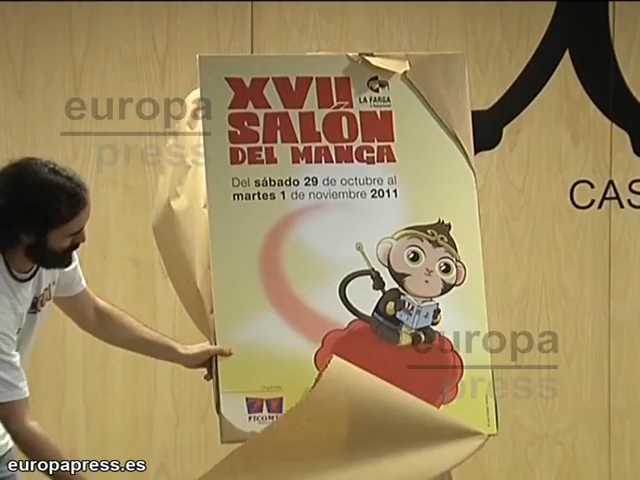 XVII
SALÓN
DEL MANGA
LA FARGA
Del sábado 29 de octubre al
martes 1 de noviembre 2011
europa
press
CAS
europa
press
FICOMIC
europapress.es